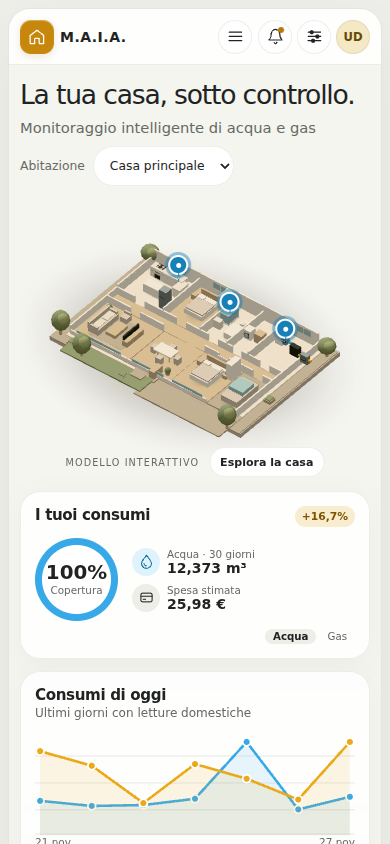 M.A.I.A.
UD
La tua casa, sotto controllo.
Monitoraggio intelligente di acqua e gas
Abitazione
Casa principale
MODELLO INTERATTIVO
Esplora la casa
I tuoi consumi
+16,7%
100%
Copertura
Acqua · 30 giorni
12,373 m³
Spesa stimata
25,98 €
Acqua
Gas
Consumi di oggi
Ultimi giorni con letture domestiche
21 nov
27 nov